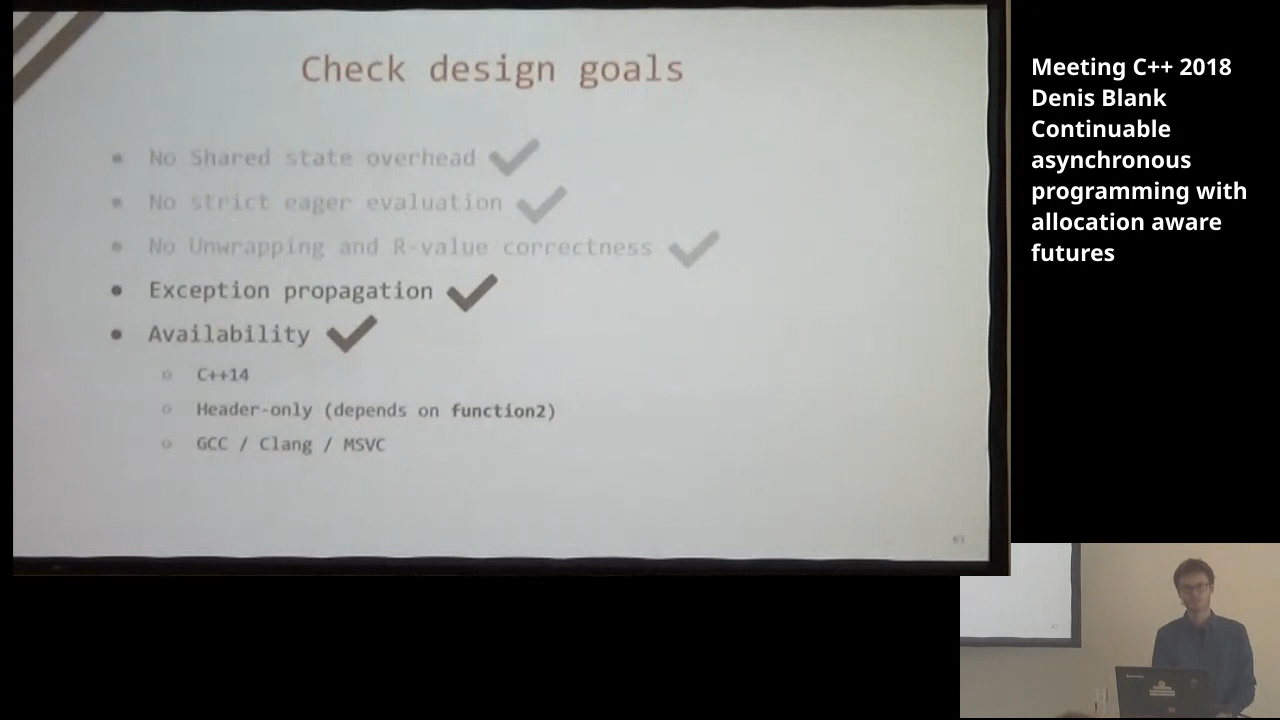 Check design goals
No Shared state overhead
No strict eager evaluation
No Unwrapping and R-value correctness
Exception propagation
Availability
C++14
Header-only (depends on function2)
GCC / Clang / MSVC
Meeting C++ 2018
Denis Blank
Continuable
asynchronous
programming with
allocation aware
futures